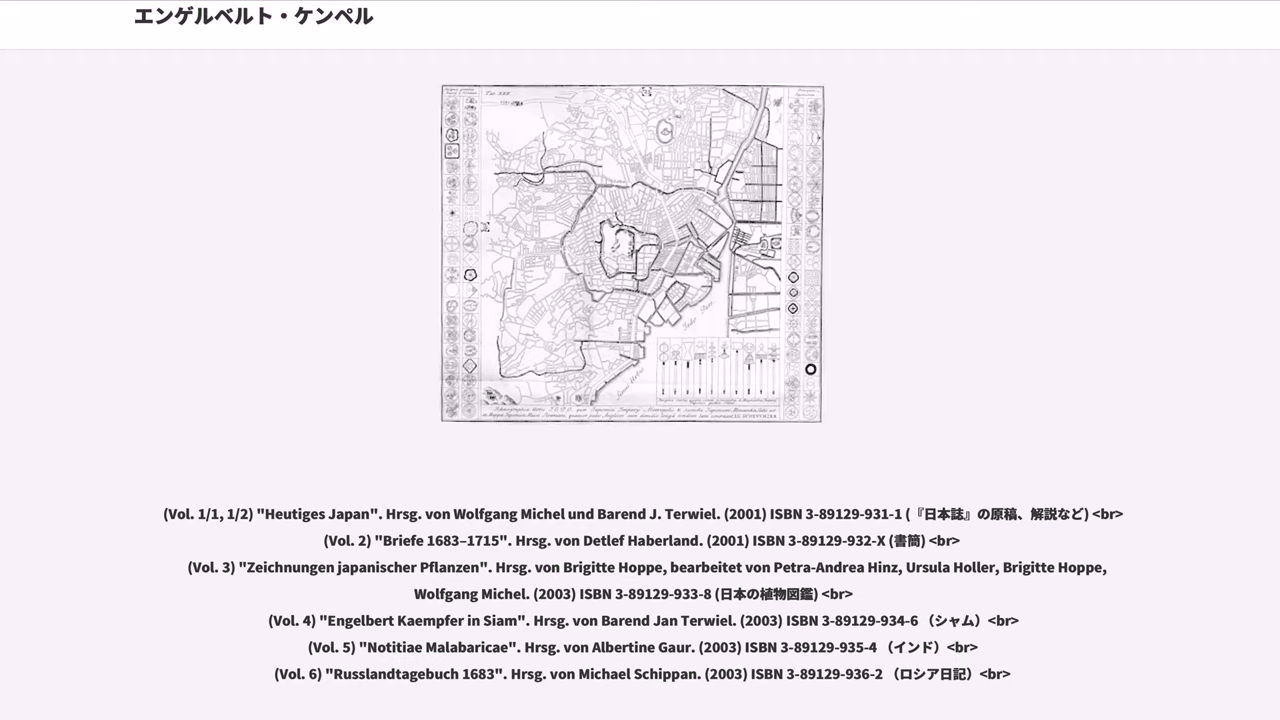 エンゲルベルト・ケンペル
(Vol. 1/1, 1/2) "Heutiges Japan". Hrsg. von Wolfgang Michel und Barend J. Terwiel. (2001) ISBN 3-89129-931-1 (『日本誌』の原稿、解説など) <br>
(Vol. 2) "Briefe 1683–1715". Hrsg. von Detlef Haberland. (2001) ISBN 3-89129-932-X (書簡) <br>
(Vol. 3) "Zeichnungen japanischer Pflanzen". Hrsg. von Brigitte Hoppe, bearbeitet von Petra-Andrea Hinz, Ursula Holler, Brigitte Hoppe,
Wolfgang Michel. (2003) ISBN 3-89129-933-8 (日本の植物図鑑) <br>
(Vol. 4) "Engelbert Kaempfer in Siam". Hrsg. von Barend Jan Terwiel. (2003) ISBN 3-89129-934-6 （シャム）<br>
(Vol. 5) "Notitiae Malabaricae". Hrsg. von Albertine Gaur. (2003) ISBN 3-89129-935-4 （インド）<br>
(Vol. 6) "Russlandtagebuch 1683". Hrsg. von Michael Schippan. (2003) ISBN 3-89129-936-2 （ロシア日記）<br>